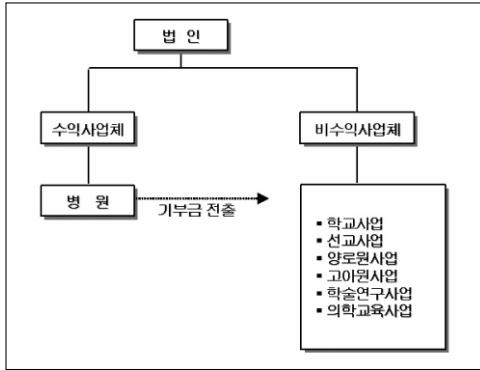 법 인
수익사업체
비수익사업체
병 원
기부금 전출
▪ 학교사업
▪ 선교사업
▪ 양로원사업
▪ 고아원사업
▪ 학술연구사업
▪ 의학교육사업